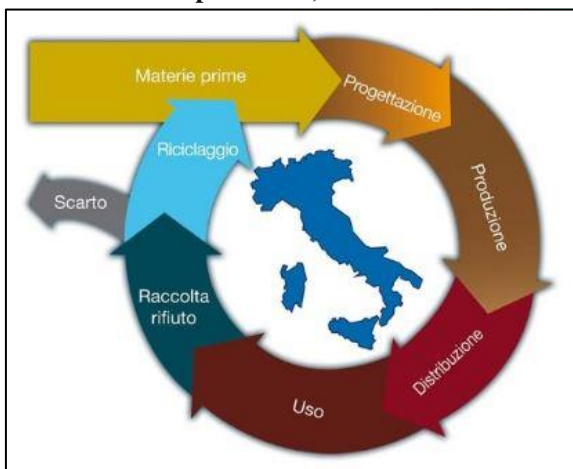 Materie prime
Progettazione
Produzione
Distribuzione
Uso
Raccolta
rifiuto
Riciclaggio
Scarto